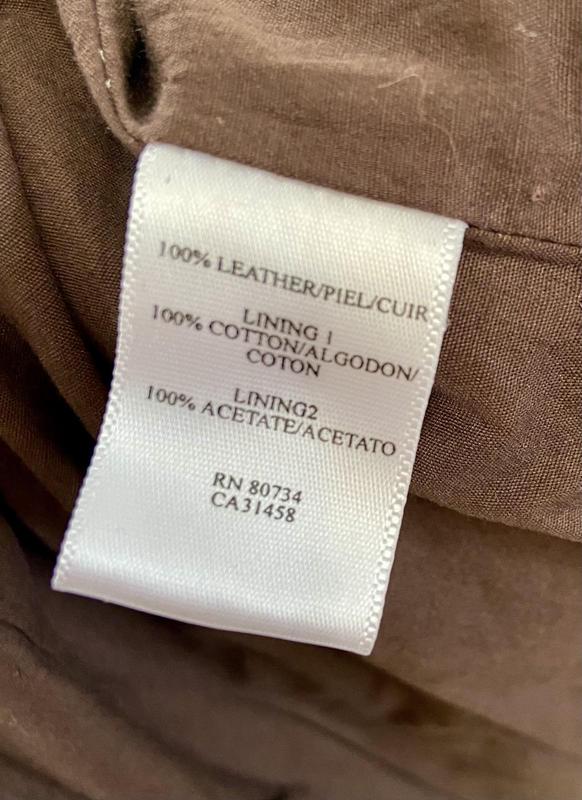 100% LEATHER/PIEL/CUIR
LINING 1
100% COTTON/ALGODON/
COTON
LINING2
100% ACETATE/ACETATO
RN 80734
CA31458